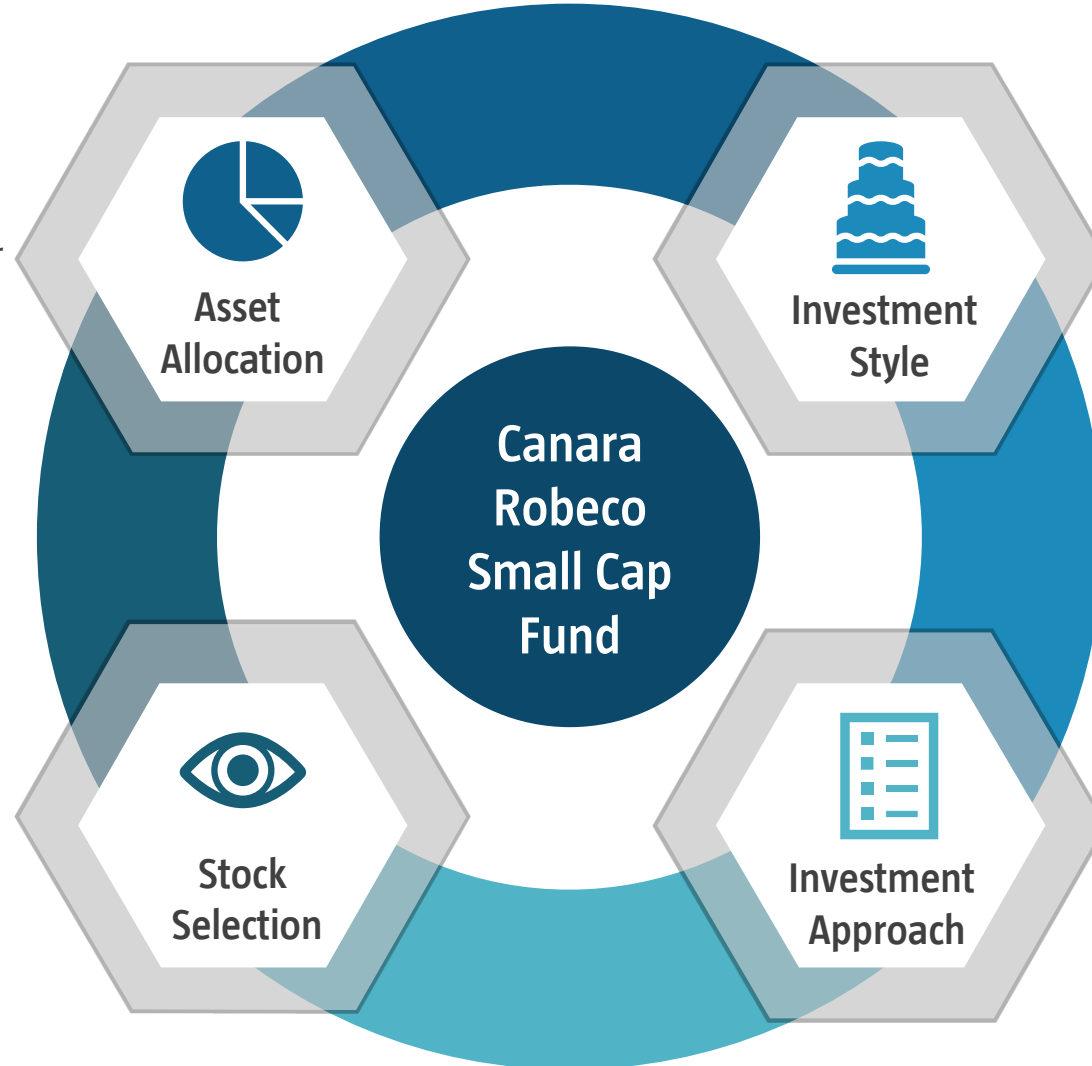 Asset
Allocation
Investment
Style
Canara
Robeco
Small Cap
Fund
Stock
Selection
Investment
Approach